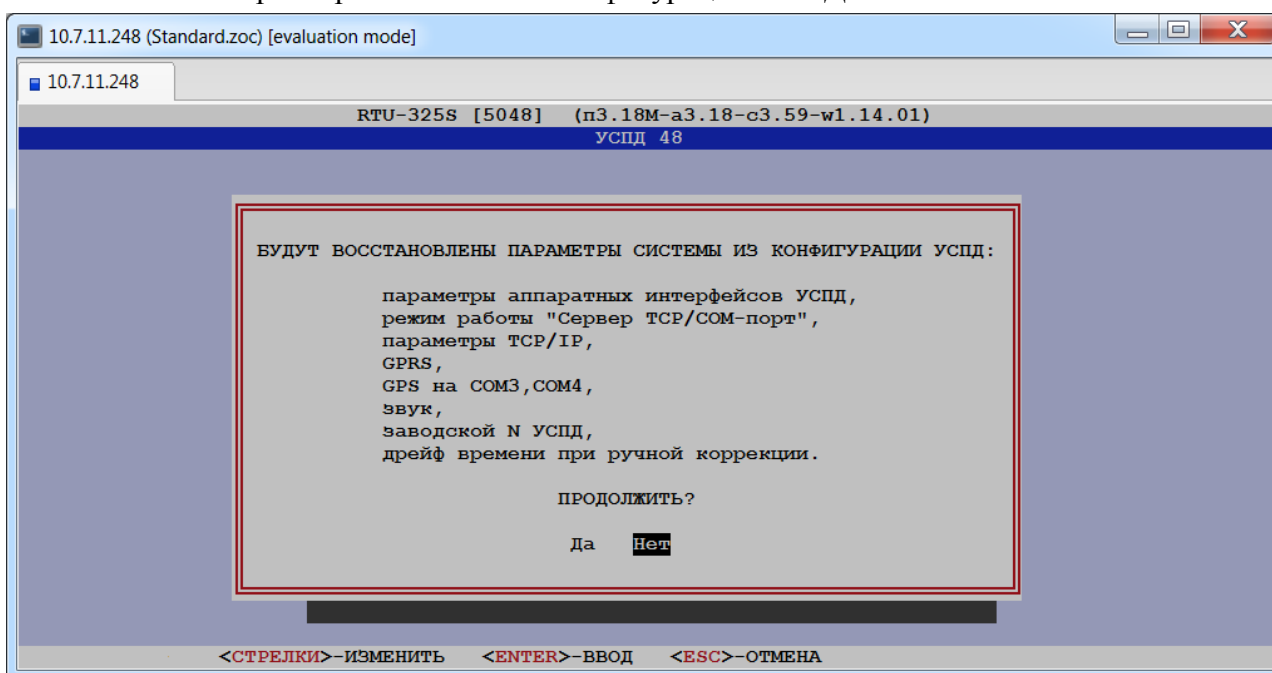 10.7.11.248 (Standard.zoc) [evaluation mode]
10.7.11.248
RTU-325S [5048] (п3.18М-а3.18-с3.59-w1.14.01)
УСПД 48
БУДУТ ВОССТАНОВЛЕНЫ ПАРАМЕТРЫ СИСТЕМЫ ИЗ КОНФИГУРАЦИИ УСПД:
параметры аппаратных интерфейсов УСПД,
режим работы "Сервер TCP/COM-порт",
параметры TCP/IP,
GPRS,
GPS на COM3,COM4,
звук,
заводской N УСПД,
дрейф времени при ручной коррекции.
ПРОДОЛЖИТЬ?
Да Нет
<СТРЕЛКИ>-ИЗМЕНИТЬ <ENTER>-ВВОД <ESC>-ОТМЕНА